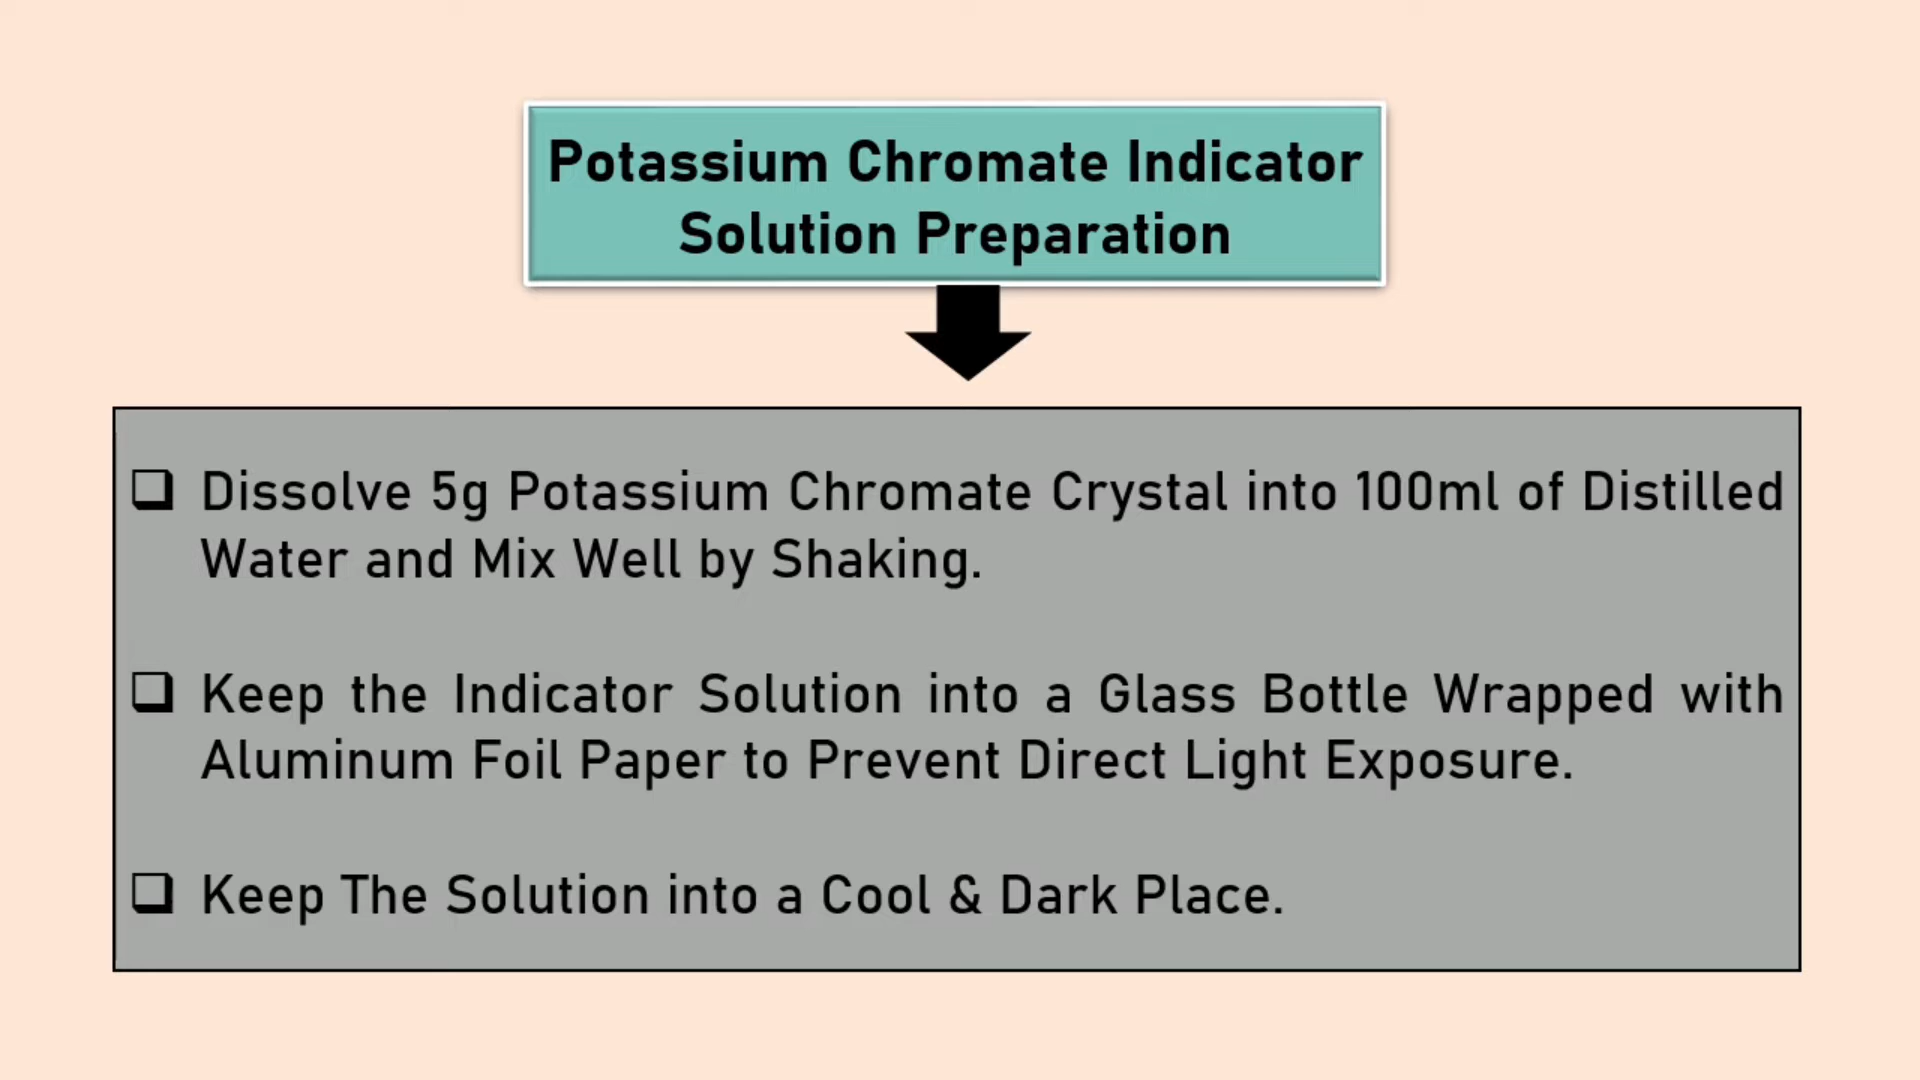 Potassium Chromate Indicator
Solution Preparation
Dissolve 5g Potassium Chromate Crystal into 100ml of Distilled
Water and Mix Well by Shaking.
Keep the Indicator Solution into a Glass Bottle Wrapped with
Aluminum Foil Paper to Prevent Direct Light Exposure.
Keep The Solution into a Cool & Dark Place.